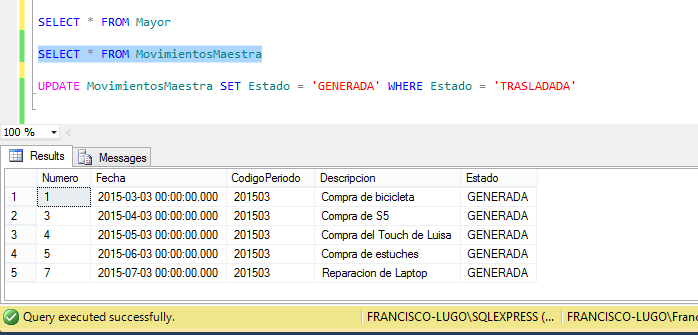 SELECT * FROM Mayor
SELECT * FROM MovimientosMaestra
UPDATE MovimientosMaestra SET Estado = 'GENERADA' WHERE Estado = 'TRASLADADA'
100 %
Results Messages
Numero Fecha CodigoPeriodo Descripcion Estado
1 1 2015-03-03 00:00:00.000 201503 Compra de bicicleta GENERADA
2 3 2015-04-03 00:00:00.000 201503 Compra de S5 GENERADA
3 4 2015-05-03 00:00:00.000 201503 Compra del Touch de Luisa GENERADA
4 5 2015-06-03 00:00:00.000 201503 Compra de estuches GENERADA
5 7 2015-07-03 00:00:00.000 201503 Reparacion de Laptop GENERADA
Query executed successfully. FRANCISCO-LUGO\SQLEXPRESS (... FRANCISCO-LUGO\Franc